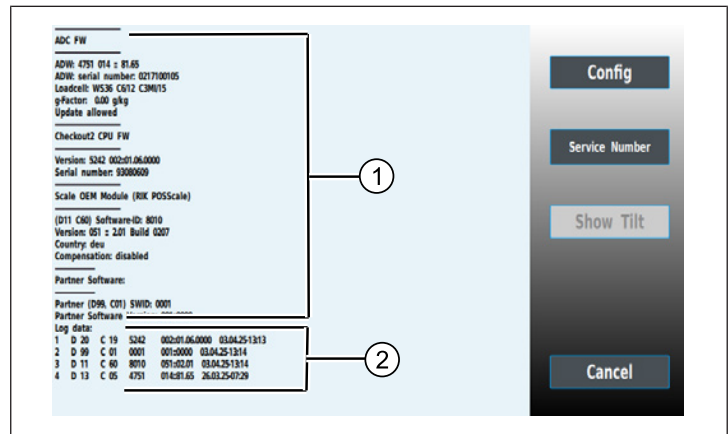 ADC FW
ADW: 4751 014 : 81.65
ADW: serial number: 0217100105
Loadcell: WS36 C6/12 C3MI/15
g-Factor: 0.00 g/kg
Update allowed
Checkout2 CPU FW
Version: 5242 002:01.06.0000
Serial number: 93080609
Scale OEM Module (RIK POSScale)
(D11 C60) Software-ID: 8010
Version: 051 : 2.01 Build 0207
Country: deu
Compensation: disabled
Partner Software:
Partner (D99, C01) SWID: 0001
Partner Software
Log data:
1 D 20 C 19 5242 002:01.06.0000 03.04.25-13:13
2 D 99 C 01 0001 001:0000 03.04.25-13:14
3 D 11 C 60 8010 051:02.01 03.04.25-13:14
4 D 13 C 05 4751 014:81.65 26.03.25-07:29
1
2
Config
Service Number
Show Tilt
Cancel